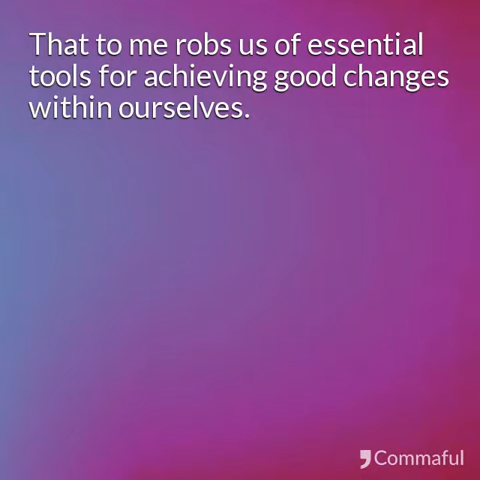 That to me robs us of essential
tools for achieving good changes
within ourselves.
Commaful